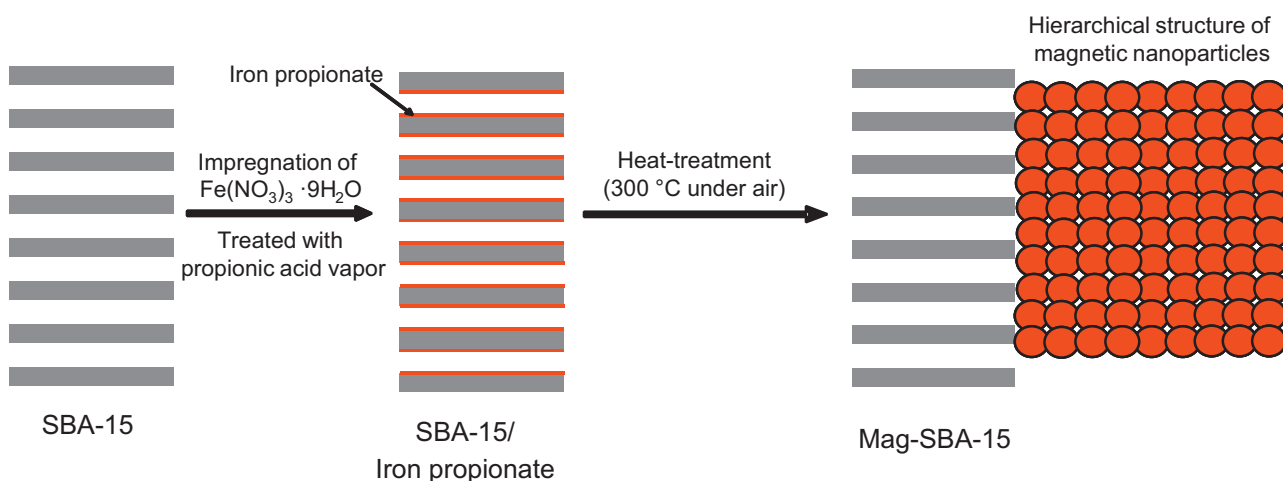 Iron propionate
Impregnation of
Fe(NO₃)₃ ·9H₂O
Treated with
propionic acid vapor
Heat-treatment
(300 °C under air)
Hierarchical structure of
magnetic nanoparticles
SBA-15
SBA-15/
Iron propionate
Mag-SBA-15